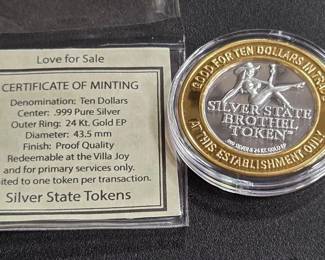 Love for Sale
CERTIFICATE OF MINTING
Denomination: Ten Dollars
Center: .999 Pure Silver
Outer Ring: 24 Kt. Gold EP
Diameter: 43.5 mm
Finish: Proof Quality
Redeemable at the Villa Joy
and for primary services only.
ited to one token per transaction.
Silver State Tokens
GOOD FOR TEN DOLLARS IN TRA
SILVER STATE
BROTHEL
TOKEN
.999 SILVER & 24 KT. GOLD EP
AT THIS ESTABLISHMENT ONLY